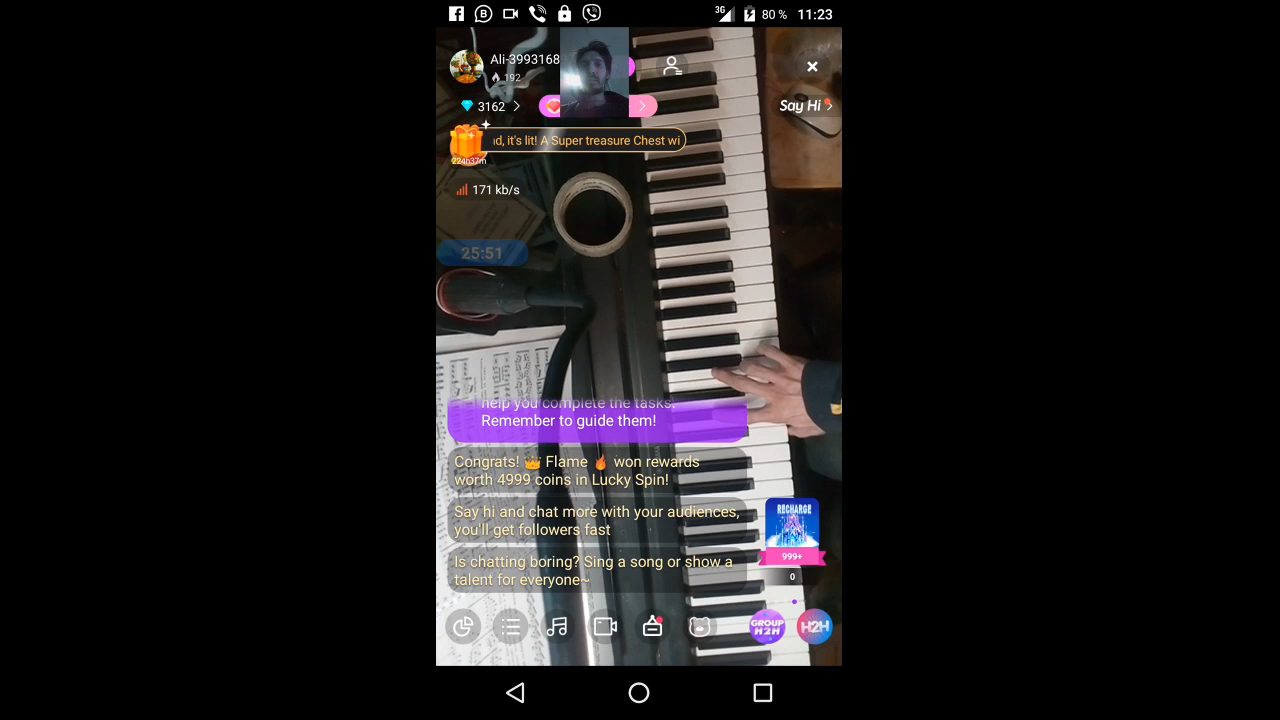 3G 80 % 11:23
Ali-3993168
192
3162
Say Hi
d, it's lit! A Super treasure Chest wi
224h37m
171 kb/s
25:51
help you complete the tasks.
Remember to guide them!
Congrats! 👑 Flame 🔥 won rewards
worth 4999 coins in Lucky Spin!
Say hi and chat more with your audiences,
you'll get followers fast
RECHARGE
999+
0
Is chatting boring? Sing a song or show a
talent for everyone~
GROUP
H2H
H2H